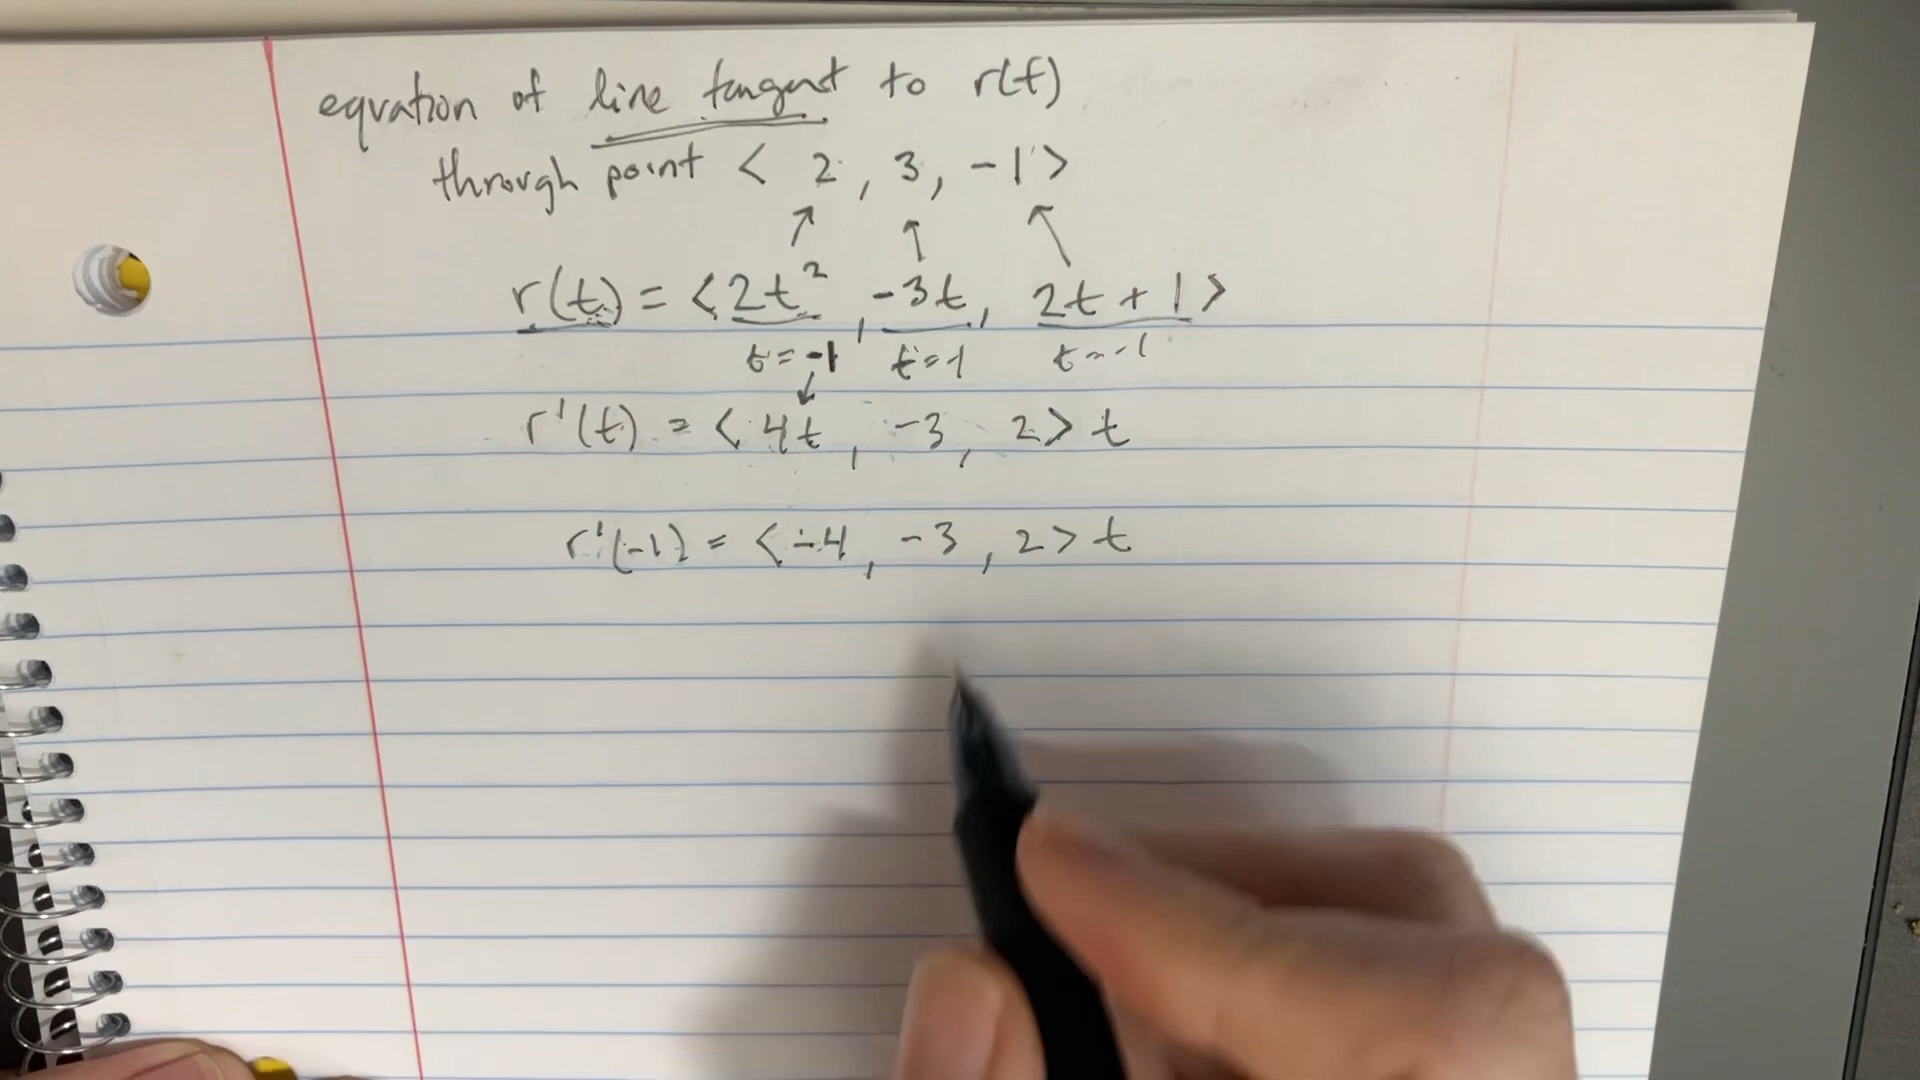 equation of line tangent to r(t)
through point < 2, 3, -1 >
r(t) = < 2t², -3t, 2t + 1 >
t = -1 t = -1 t = -1
r'(t) = < 4t, -3, 2 > t
r'(-1) = < -4, -3, 2 > t